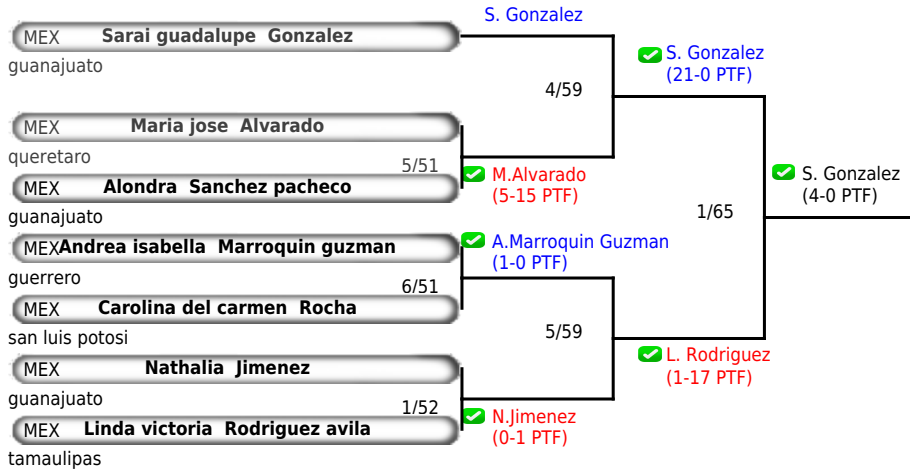 S. Gonzalez
MEX Sarai guadalupe Gonzalez
guanajuato
S. Gonzalez
(21-0 PTF)
4/59
MEX Maria jose Alvarado
queretaro
5/51
M.Alvarado
(5-15 PTF)
MEX Alondra Sanchez pacheco
guanajuato
S. Gonzalez
(4-0 PTF)
1/65
MEX Andrea isabella Marroquin guzman
guerrero
A.Marroquin Guzman
(1-0 PTF)
6/51
MEX Carolina del carmen Rocha
san luis potosi
5/59
L. Rodriguez
(1-17 PTF)
MEX Nathalia Jimenez
guanajuato
1/52
N.Jimenez
(0-1 PTF)
MEX Linda victoria Rodriguez avila
tamaulipas